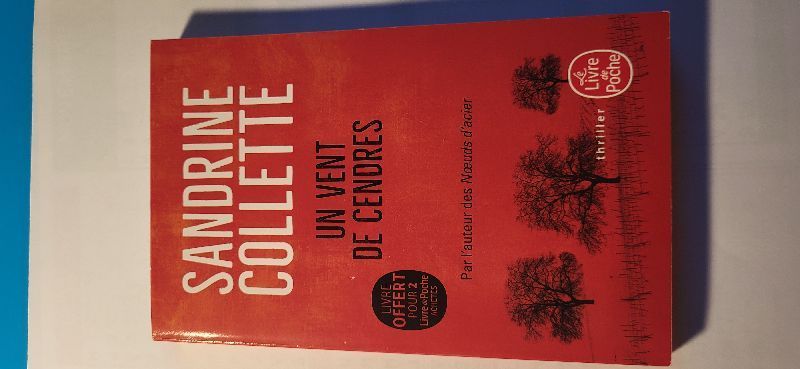 SANDRINE
COLLETTE
UN VENT
DE CENDRES
LIVRE
OFFERT
POUR 2
Livre de Poche
ACHETÉS
Par l'auteur des Nœuds d'acier
thriller
Le
Livre
de
Poche